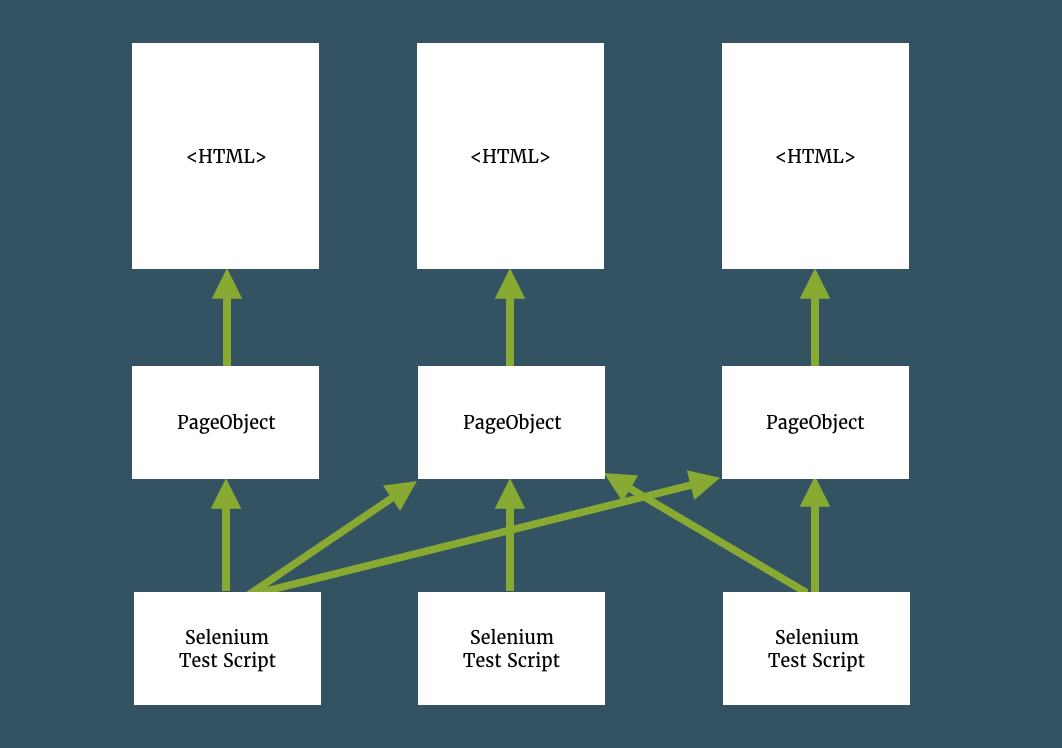 <HTML>
<HTML>
<HTML>
PageObject
PageObject
PageObject
Selenium
Test Script
Selenium
Test Script
Selenium
Test Script